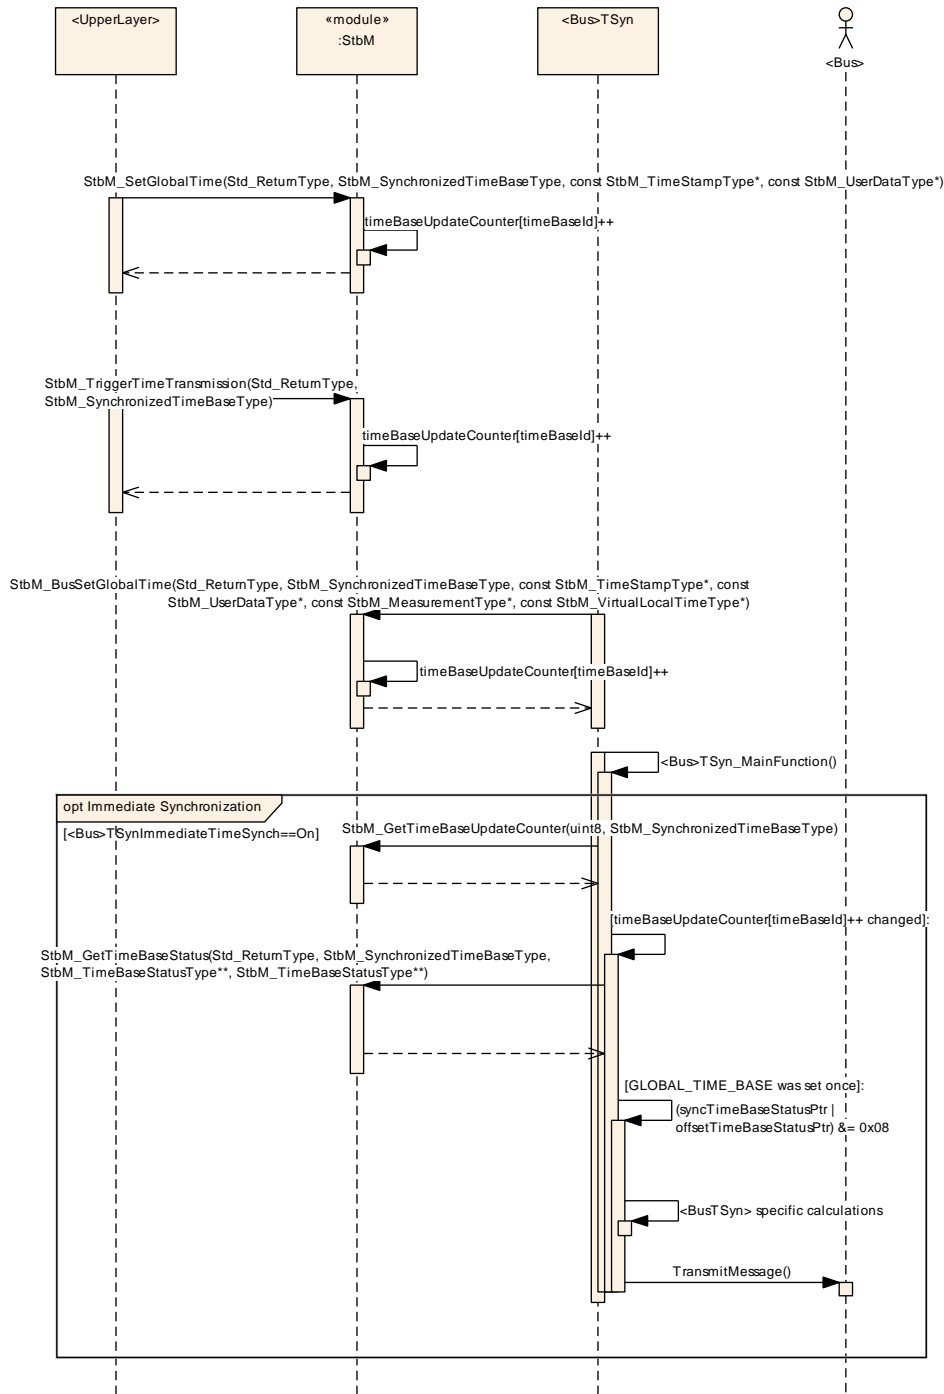 <UpperLayer>
«module»
:StbM
<Bus>TSyn
<Bus>
StbM_SetGlobalTime(Std_ReturnType, StbM_SynchronizedTimeBaseType, const StbM_TimeStampType*, const StbM_UserDataType*)
timeBaseUpdateCounter[timeBaseId]++
StbM_TriggerTimeTransmission(Std_ReturnType,
StbM_SynchronizedTimeBaseType)
timeBaseUpdateCounter[timeBaseId]++
StbM_BusSetGlobalTime(Std_ReturnType, StbM_SynchronizedTimeBaseType, const StbM_TimeStampType*, const
StbM_UserDataType*, const StbM_MeasurementType*, const StbM_VirtualLocalTimeType*)
timeBaseUpdateCounter[timeBaseId]++
<Bus>TSyn_MainFunction()
opt Immediate Synchronization
[<Bus>TSynImmediateTimeSynch==On]
StbM_GetTimeBaseUpdateCounter(uint8, StbM_SynchronizedTimeBaseType)
[timeBaseUpdateCounter[timeBaseId]++ changed]:
StbM_GetTimeBaseStatus(Std_ReturnType, StbM_SynchronizedTimeBaseType,
StbM_TimeBaseStatusType**, StbM_TimeBaseStatusType**)
[GLOBAL_TIME_BASE was set once]:
(syncTimeBaseStatusPtr |
offsetTimeBaseStatusPtr) &= 0x08
<BusTSyn> specific calculations
TransmitMessage()